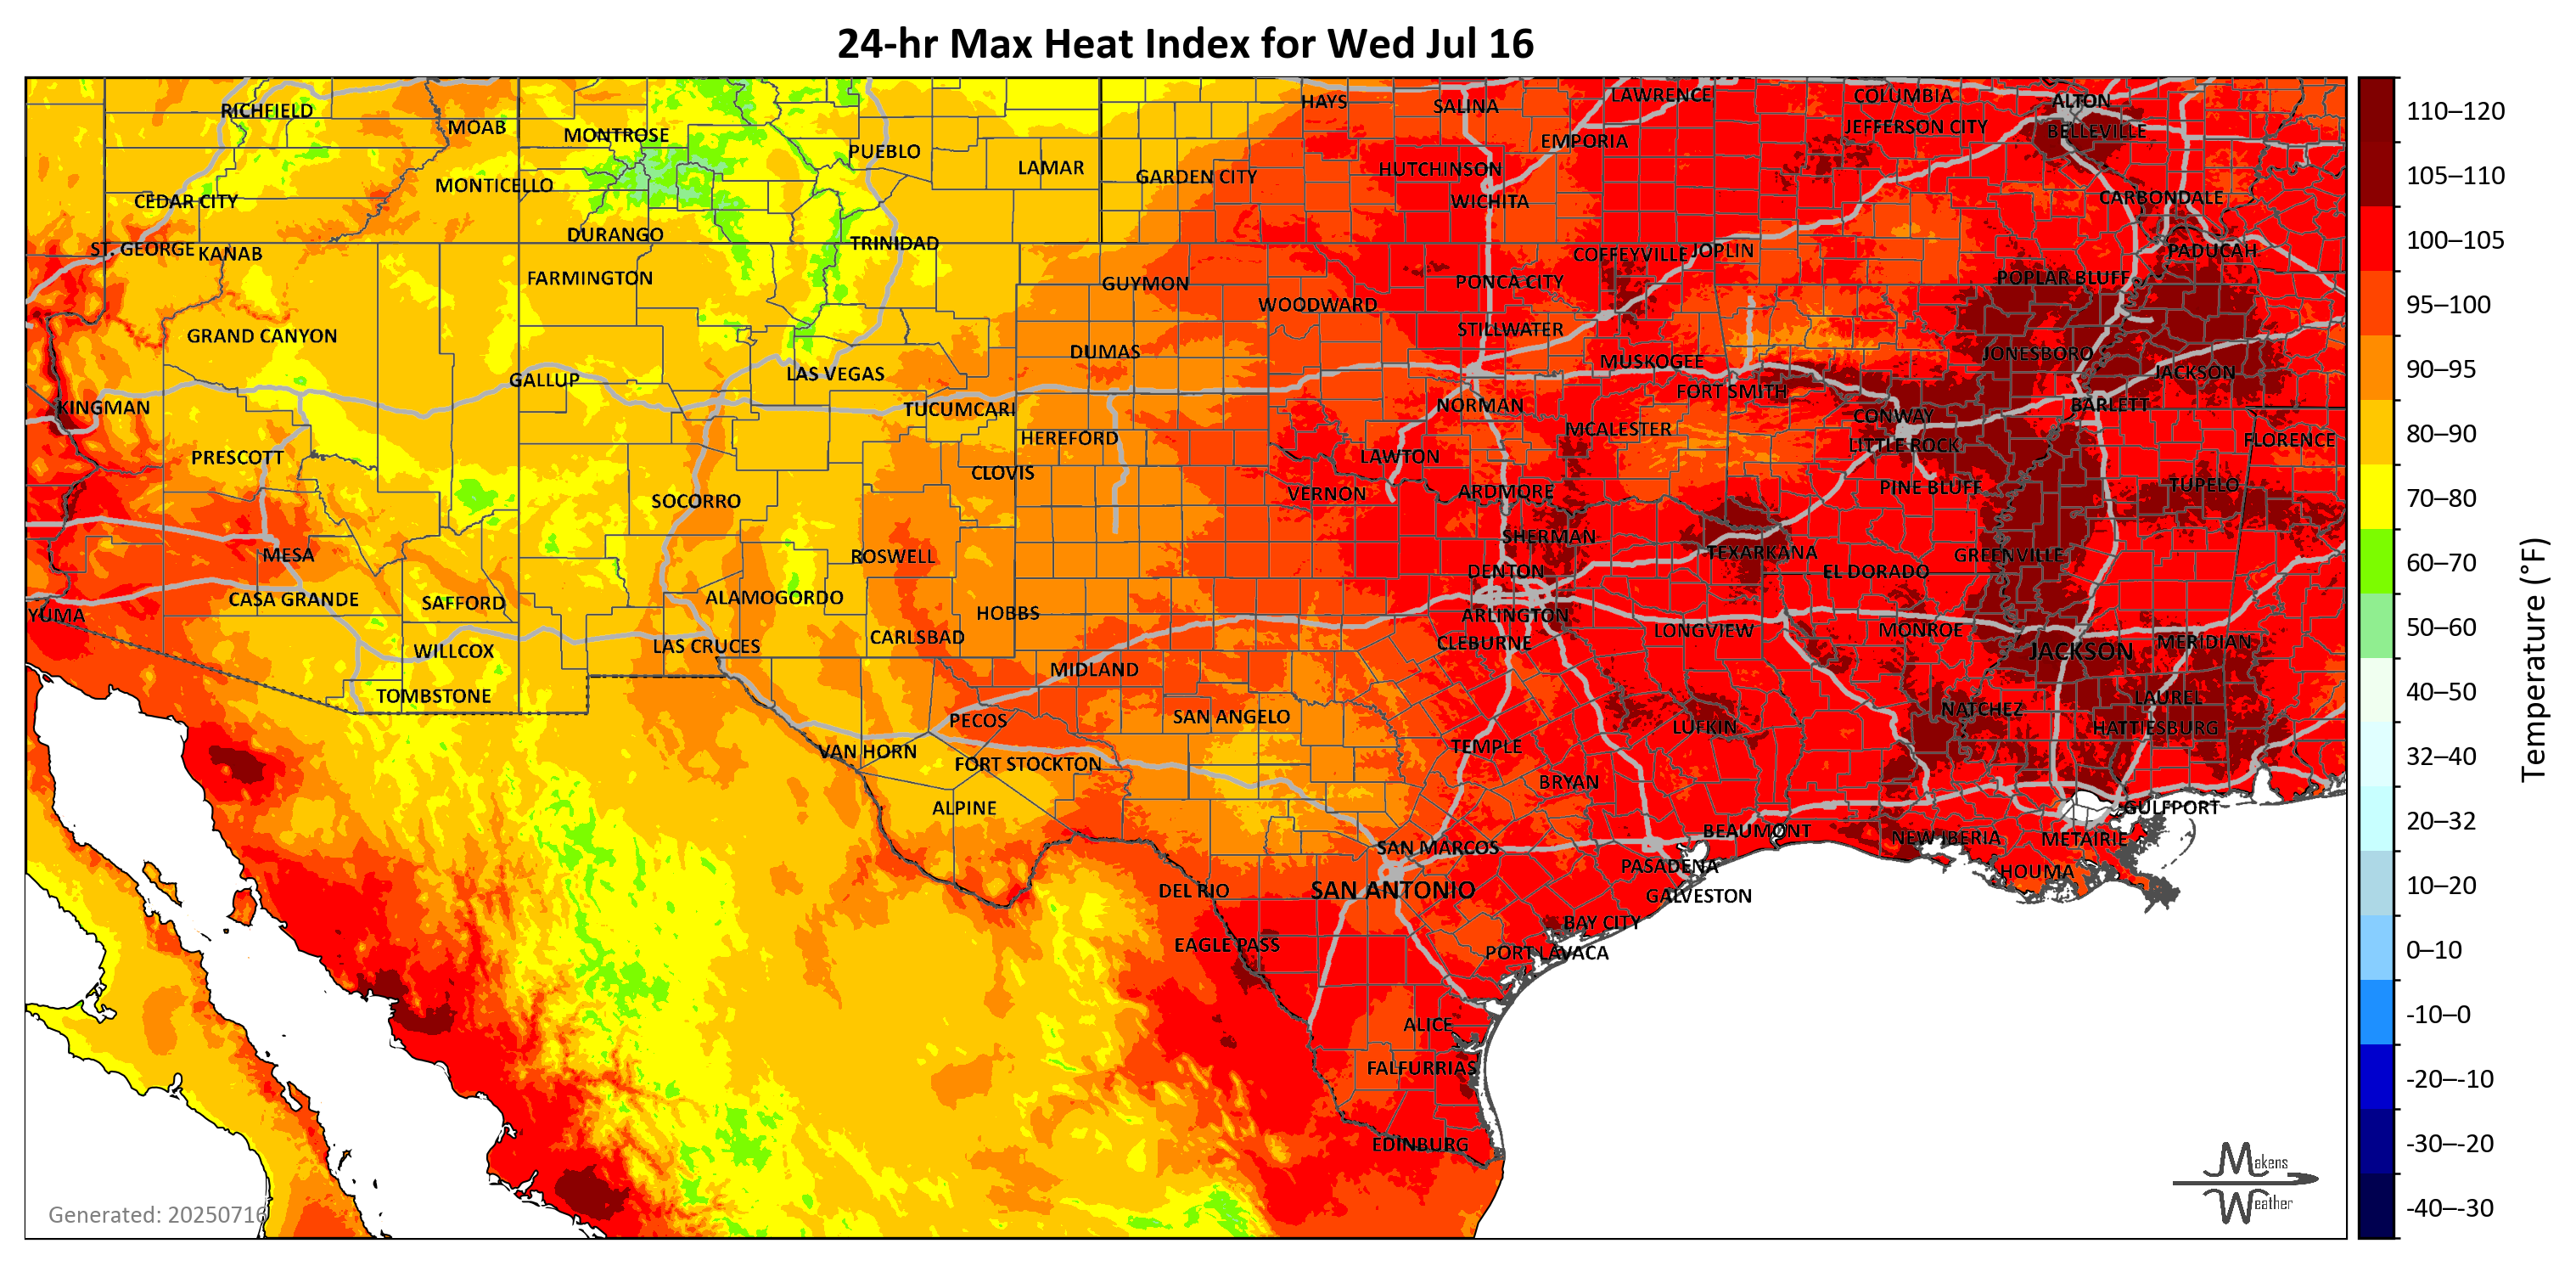 24-hr Max Heat Index for Wed Jul 16
HAYS
SALINA
LAWRENCE
COLUMBIA
ALTON
RICHFIELD
MOAB
MONTROSE
EMPORIA
JEFFERSON CITY
BELLEVILLE
PUEBLO
LAMAR
GARDEN CITY
HUTCHINSON
MONTICELLO
CEDAR CITY
WICHITA
CARBONDALE
DURANGO
TRINIDAD
ST. GEORGE
KANAB
COFFEYVILLE
JOPLIN
PADUCAH
FARMINGTON
GUYMON
PONCA CITY
POPLAR BLUFF
WOODWARD
GRAND CANYON
STILLWATER
DUMAS
JONESBORO
MUSKOGEE
GALLUP
LAS VEGAS
FORT SMITH
JACKSON
KINGMAN
TUCUMCARI
NORMAN
BARLETT
CONWAY
HEREFORD
MCALESTER
LITTLE ROCK
FLORENCE
PRESCOTT
CLOVIS
LAWTON
SOCORRO
VERNON
ARDMORE
PINE BLUFF
TUPELO
SHERMAN
MESA
ROSWELL
TEXARKANA
GREENVILLE
DENTON
EL DORADO
CASA GRANDE
SAFFORD
ALAMOGORDO
HOBBS
YUMA
ARLINGTON
CARLSBAD
CLEBURNE
LONGVIEW
MONROE
MERIDIAN
WILLCOX
LAS CRUCES
JACKSON
MIDLAND
TOMBSTONE
LAUREL
PECOS
SAN ANGELO
NATCHEZ
LUFKIN
HATTIESBURG
VAN HORN
TEMPLE
FORT STOCKTON
BRYAN
ALPINE
GULFPORT
BEAUMONT
NEW IBERIA
METAIRIE
SAN MARCOS
PASADENA
HOUMA
DEL RIO
SAN ANTONIO
GALVESTON
BAY CITY
EAGLE PASS
PORT LAVACA
ALICE
FALFURRIAS
EDINBURG
Generated: 20250716
Makens
Weather
110–120
105–110
100–105
95–100
90–95
80–90
70–80
60–70
50–60
40–50
32–40
20–32
10–20
0–10
-10–0
-20–-10
-30–-20
-40–-30
Temperature (°F)